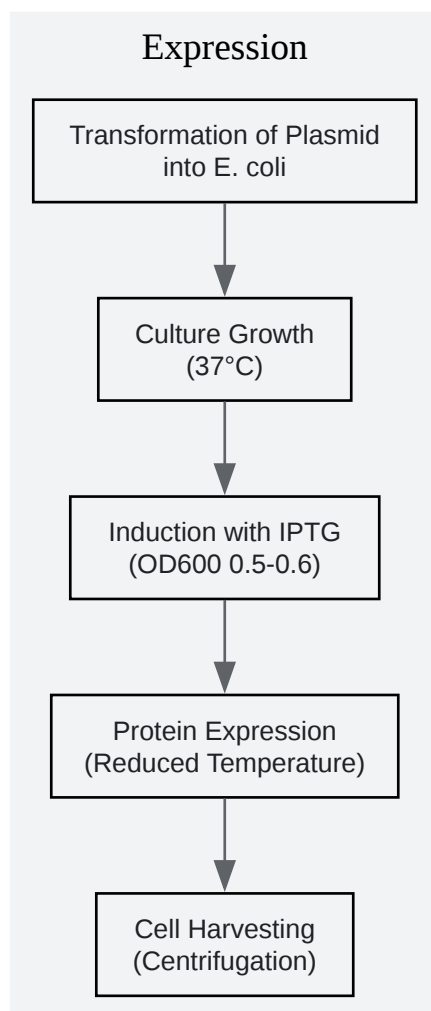 Expression
Transformation of Plasmid
into E. coli
Culture Growth
(37°C)
Induction with IPTG
(OD600 0.5-0.6)
Protein Expression
(Reduced Temperature)
Cell Harvesting
(Centrifugation)